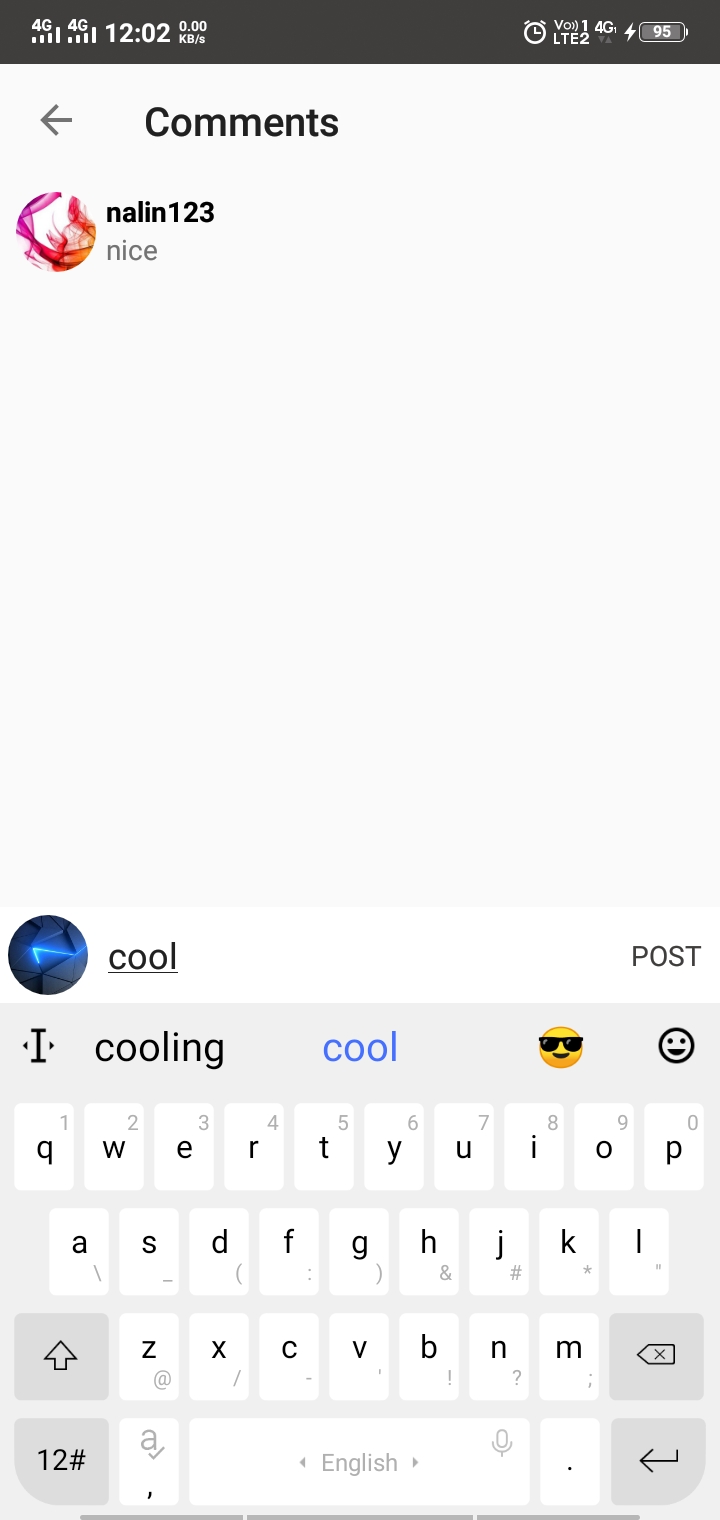 4G 4G 12:02 0.00 KB/s Vo)) 1 LTE2 4G 95
Comments
nalin123
nice
cool POST
cooling cool
1 2 3 4 5 6 7 8 9 0
q w e r t y u i o p
a s d f g h j k l
\ _ ( : ) & # * "
z x c v b n m
@ / - ' ! ? ;
12# a , English .